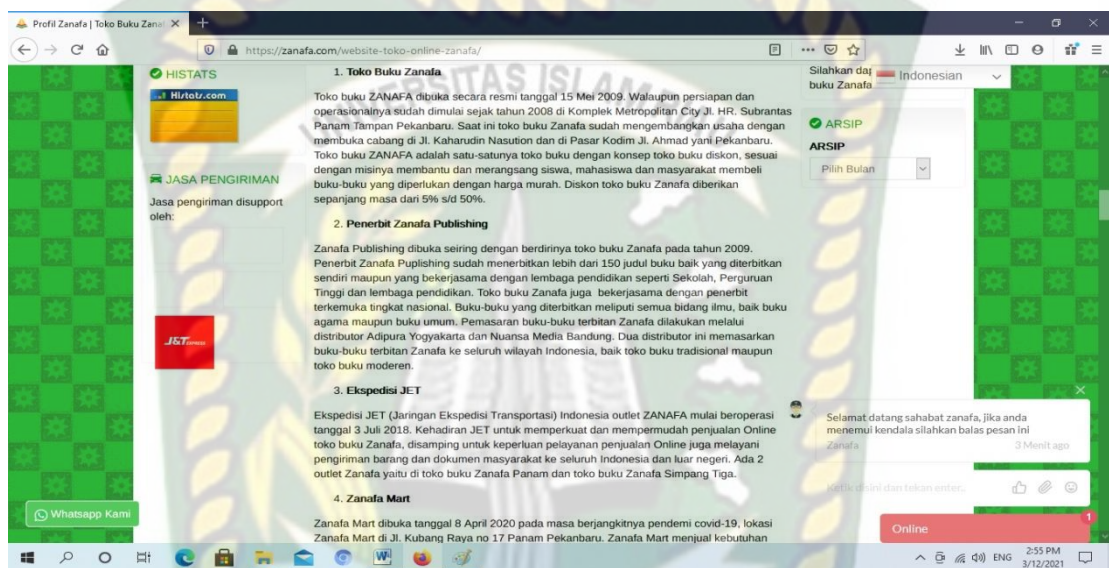 Profil Zanafa | Toko Buku Zanaf
https://zanafa.com/website-toko-online-zanafa/
HISTATS
Histats.com
JASA PENGIRIMAN
Jasa pengiriman disupport
oleh:
J&T EXPRESS
1. Toko Buku Zanafa
Toko buku ZANAFA dibuka secara resmi tanggal 15 Mei 2009. Walaupun persiapan dan
operasionalnya sudah dimulai sejak tahun 2008 di Komplek Metropolitan City Jl. HR. Subrantas
Panam Tampan Pekanbaru. Saat ini toko buku Zanafa sudah mengembangkan usaha dengan
membuka cabang di Jl. Kaharudin Nasution dan di Pasar Kodim Jl. Ahmad yani Pekanbaru.
Toko buku ZANAFA adalah satu-satunya toko buku dengan konsep toko buku diskon, sesuai
dengan misinya membantu dan merangsang siswa, mahasiswa dan masyarakat membeli
buku-buku yang diperlukan dengan harga murah. Diskon toko buku Zanafa diberikan
sepanjang masa dari 5% s/d 50%.
2. Penerbit Zanafa Publishing
Zanafa Publishing dibuka seiring dengan berdirinya toko buku Zanafa pada tahun 2009.
Penerbit Zanafa Puplishing sudah menerbitkan lebih dari 150 judul buku baik yang diterbitkan
sendiri maupun yang bekerjasama dengan lembaga pendidikan seperti Sekolah, Perguruan
Tinggi dan lembaga pendidikan. Toko buku Zanafa juga bekerjasama dengan penerbit
terkemuka tingkat nasional. Buku-buku yang diterbitkan meliputi semua bidang ilmu, baik buku
agama maupun buku umum. Pemasaran buku-buku terbitan Zanafa dilakukan melalui
distributor Adipura Yogyakarta dan Nuansa Media Bandung. Dua distributor ini memasarkan
buku-buku terbitan Zanafa ke seluruh wilayah Indonesia, baik toko buku tradisional maupun
toko buku moderen.
3. Ekspedisi JET
Ekspedisi JET (Jaringan Ekspedisi Transportasi) Indonesia outlet ZANAFA mulai beroperasi
tanggal 3 Juli 2018. Kehadiran JET untuk memperkuat dan mempermudah penjualan Online
toko buku Zanafa, disamping untuk keperluan pelayanan penjualan Online juga melayani
pengiriman barang dan dokumen masyarakat ke seluruh Indonesia dan luar negeri. Ada 2
outlet Zanafa yaitu di toko buku Zanafa Panam dan toko buku Zanafa Simpang Tiga.
4. Zanafa Mart
Zanafa Mart dibuka tanggal 8 April 2020 pada masa berjangkitnya pendemi covid-19, lokasi
Zanafa Mart di Jl. Kubang Raya no 17 Panam Pekanbaru. Zanafa Mart menjual kebutuhan
Silahkan daf
buku Zanafa
Indonesian
ARSIP
ARSIP
Pilih Bulan
Selamat datang sahabat zanafa, jika anda
menemui kendala silahkan balas pesan ini
Zanafa 3 Menit ago
Ketik disini dan tekan enter..
Online
1
Whatsapp Kami
ENG
2:55 PM
3/12/2021